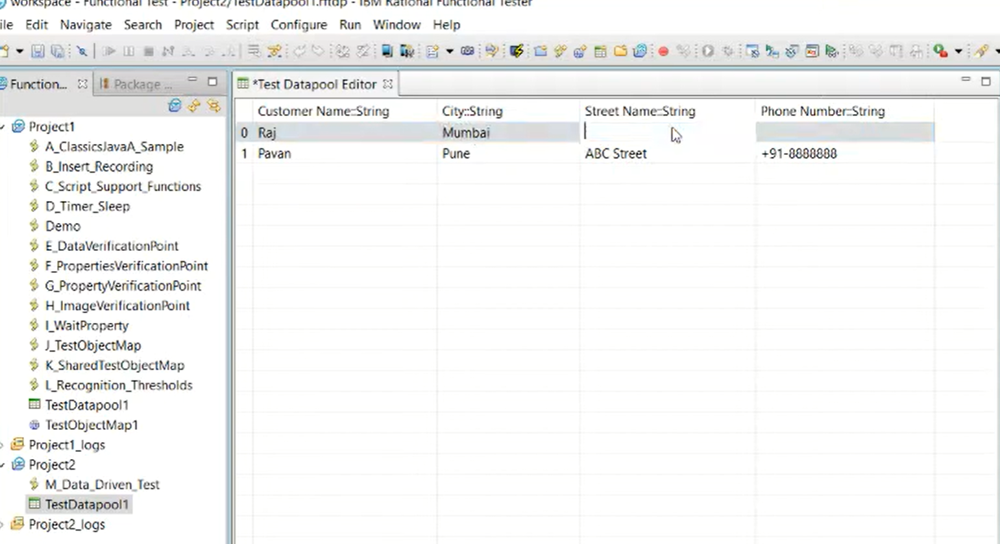 workspace - Functional Test - Project2/TestDatapool1.rftdp - IBM Rational Functional Tester
ile Edit Navigate Search Project Script Configure Run Window Help
Function... Package ...
*Test Datapool Editor
Customer Name::String City::String Street Name::String Phone Number::String
0 Raj Mumbai
1 Pavan Pune ABC Street +91-8888888
Project1
A_ClassicsJavaA_Sample
B_Insert_Recording
C_Script_Support_Functions
D_Timer_Sleep
Demo
E_DataVerificationPoint
F_PropertiesVerificationPoint
G_PropertyVerificationPoint
H_ImageVerificationPoint
I_WaitProperty
J_TestObjectMap
K_SharedTestObjectMap
L_Recognition_Thresholds
TestDatapool1
TestObjectMap1
Project1_logs
Project2
M_Data_Driven_Test
TestDatapool1
Project2_logs